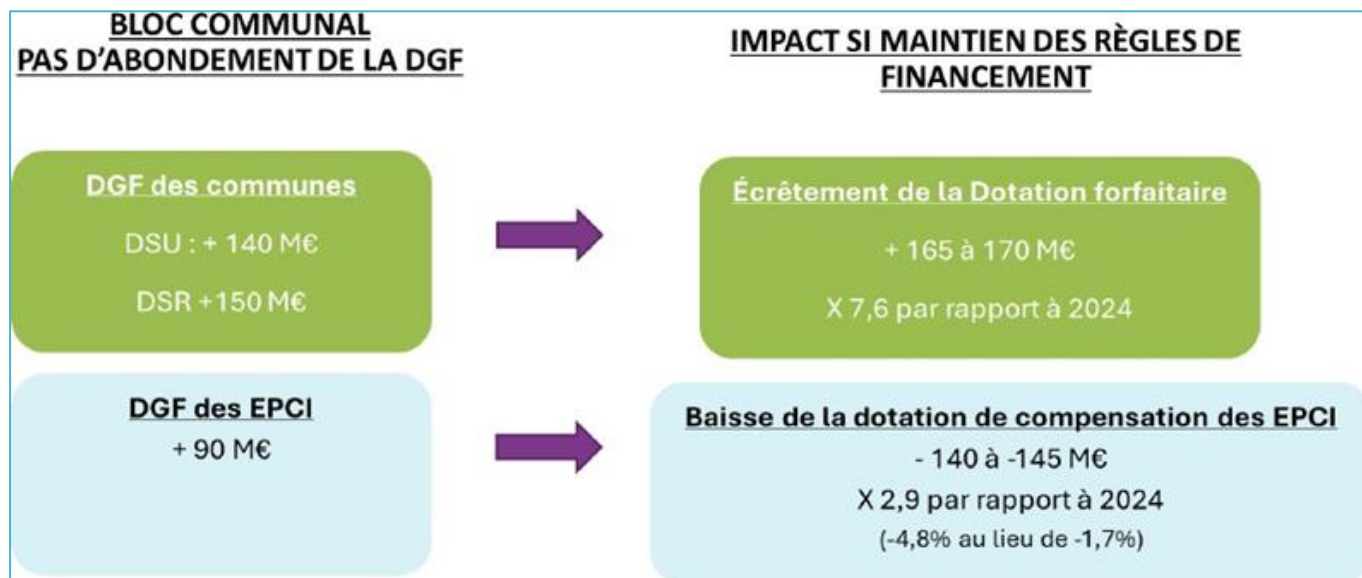 BLOC COMMUNAL
PAS D'ABONDEMENT DE LA DGF
IMPACT SI MAINTIEN DES RÈGLES DE
FINANCEMENT
DGF des communes
DSU : + 140 M€
DSR +150 M€
Écrêtement de la Dotation forfaitaire
+ 165 à 170 M€
X 7,6 par rapport à 2024
DGF des EPCI
+ 90 M€
Baisse de la dotation de compensation des EPCI
- 140 à -145 M€
X 2,9 par rapport à 2024
(-4,8% au lieu de -1,7%)